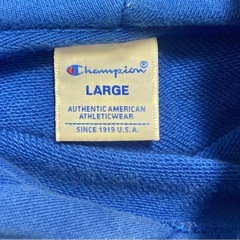 Champion®
LARGE
AUTHENTIC AMERICAN
ATHLETICWEAR
SINCE 1919 U.S.A.